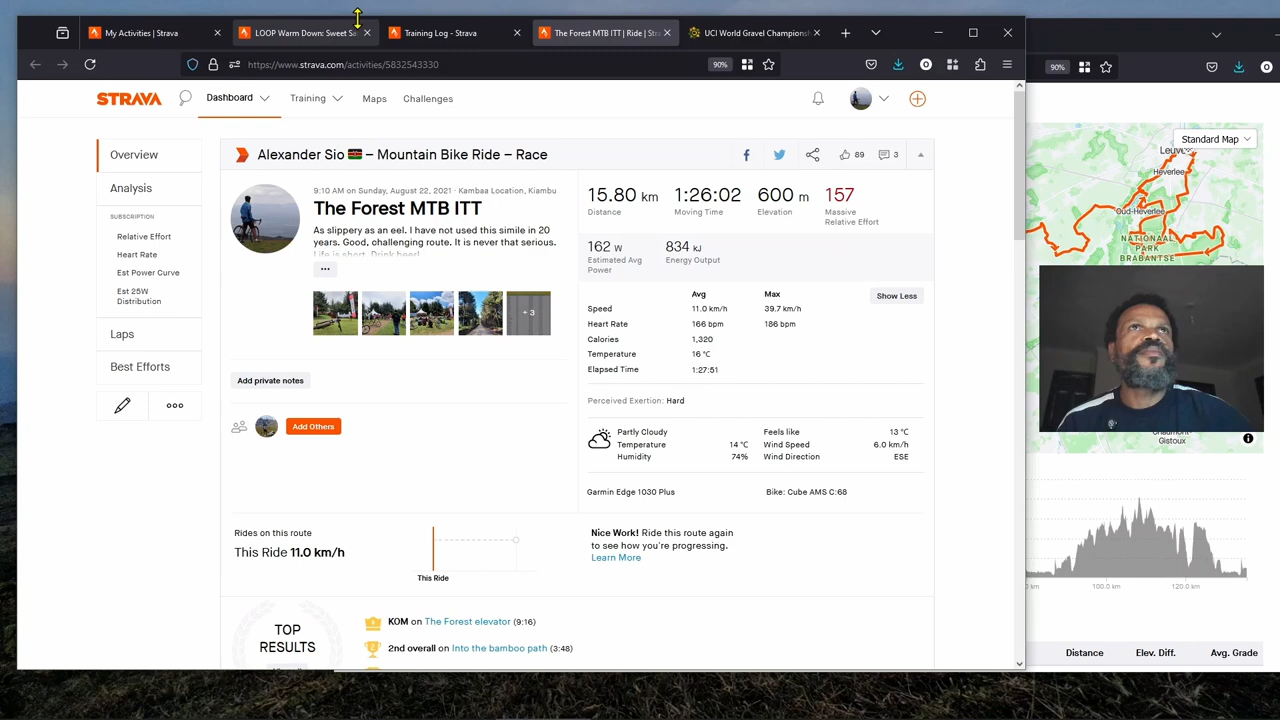 My Activities | Strava
LOOP Warm Down: Sweet Sa
Training Log - Strava
The Forest MTB ITT | Ride | Stra
UCI World Gravel Championsh
https://www.strava.com/activities/5832543330
90%
90%
STRAVA
Dashboard
Training
Maps
Challenges
Standard Map
Heverlee
Oud-Heverlee
NATIONAAL
PARK
BRABANTSE
Chaumont-
Gistoux
Overview
Analysis
SUBSCRIPTION
Relative Effort
Heart Rate
Est Power Curve
Est 25W
Distribution
Laps
Best Efforts
Alexander Sio – Mountain Bike Ride – Race
89
3
9:10 AM on Sunday, August 22, 2021 · Kambaa Location, Kiambu
The Forest MTB ITT
As slippery as an eel. I have not used this simile in 20
years. Good, challenging route. It is never that serious.
Life is short. Drink beer!
+ 3
Add private notes
Add Others
15.80 km
Distance
1:26:02
Moving Time
600 m
Elevation
157
Massive
Relative Effort
162 W
Estimated Avg
Power
834 kJ
Energy Output
Avg
Max
Show Less
Speed
11.0 km/h
39.7 km/h
Heart Rate
166 bpm
186 bpm
Calories
1,320
Temperature
16 °C
Elapsed Time
1:27:51
Perceived Exertion: Hard
Partly Cloudy
Feels like
13 °C
Temperature
14 °C
Wind Speed
6.0 km/h
Humidity
74%
Wind Direction
ESE
Garmin Edge 1030 Plus
Bike: Cube AMS C:68
Rides on this route
This Ride 11.0 km/h
This Ride
Nice Work! Ride this route again
to see how you're progressing.
Learn More
TOP
RESULTS
KOM on The Forest elevator (9:16)
2nd overall on Into the bamboo path (3:48)
100.0 km
120.0 km
Distance
Elev. Diff.
Avg. Grade